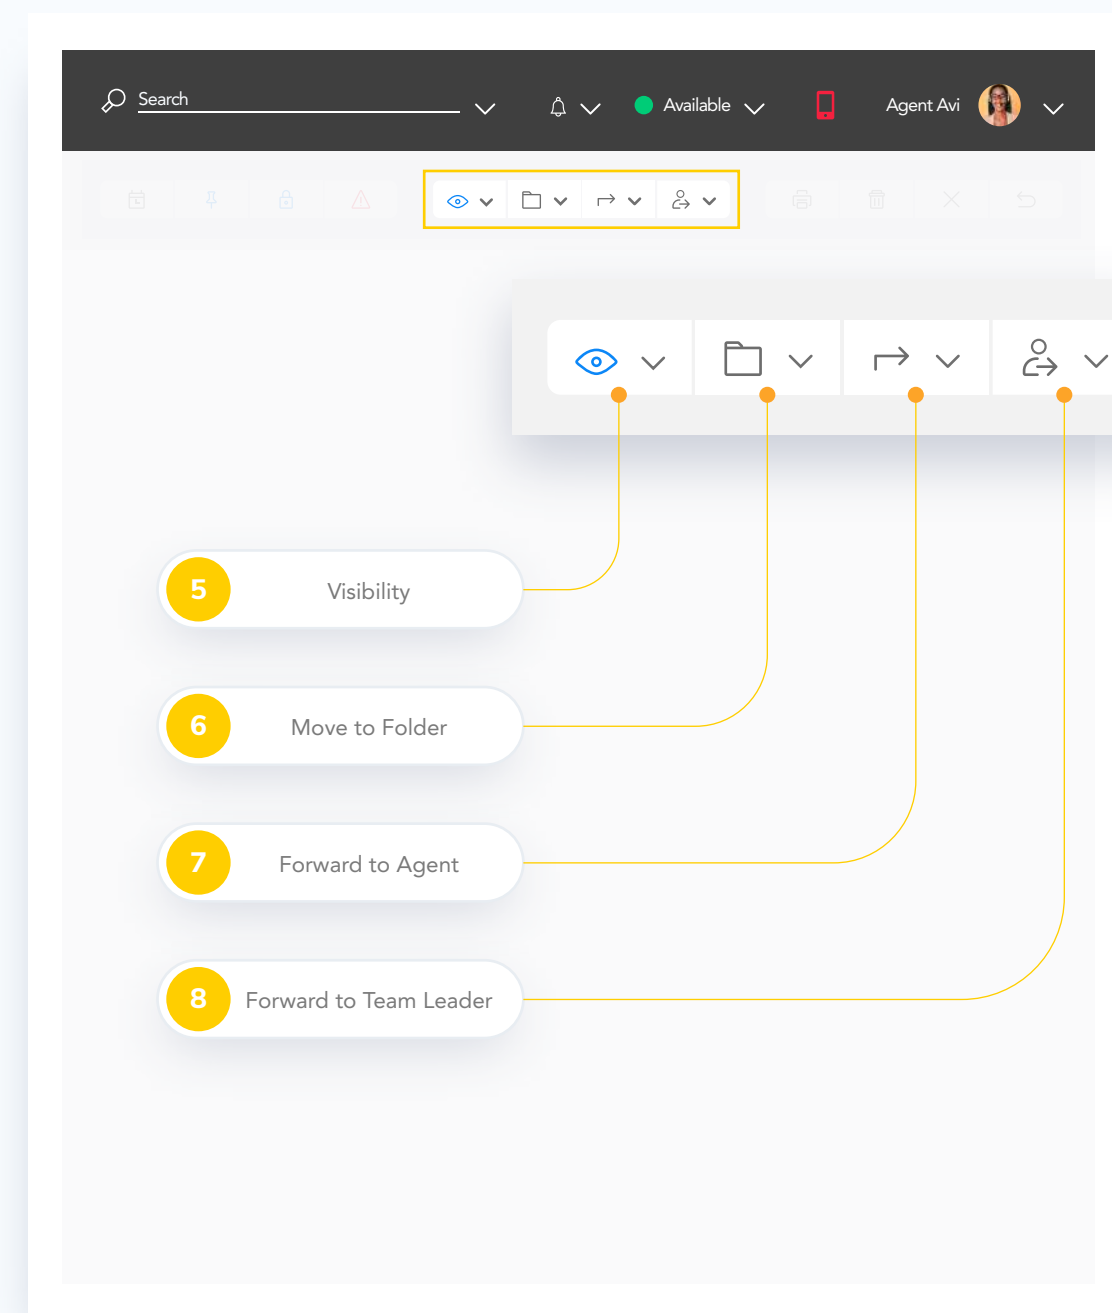 Search
Available
Agent Avi
5 Visibility
6 Move to Folder
7 Forward to Agent
8 Forward to Team Leader